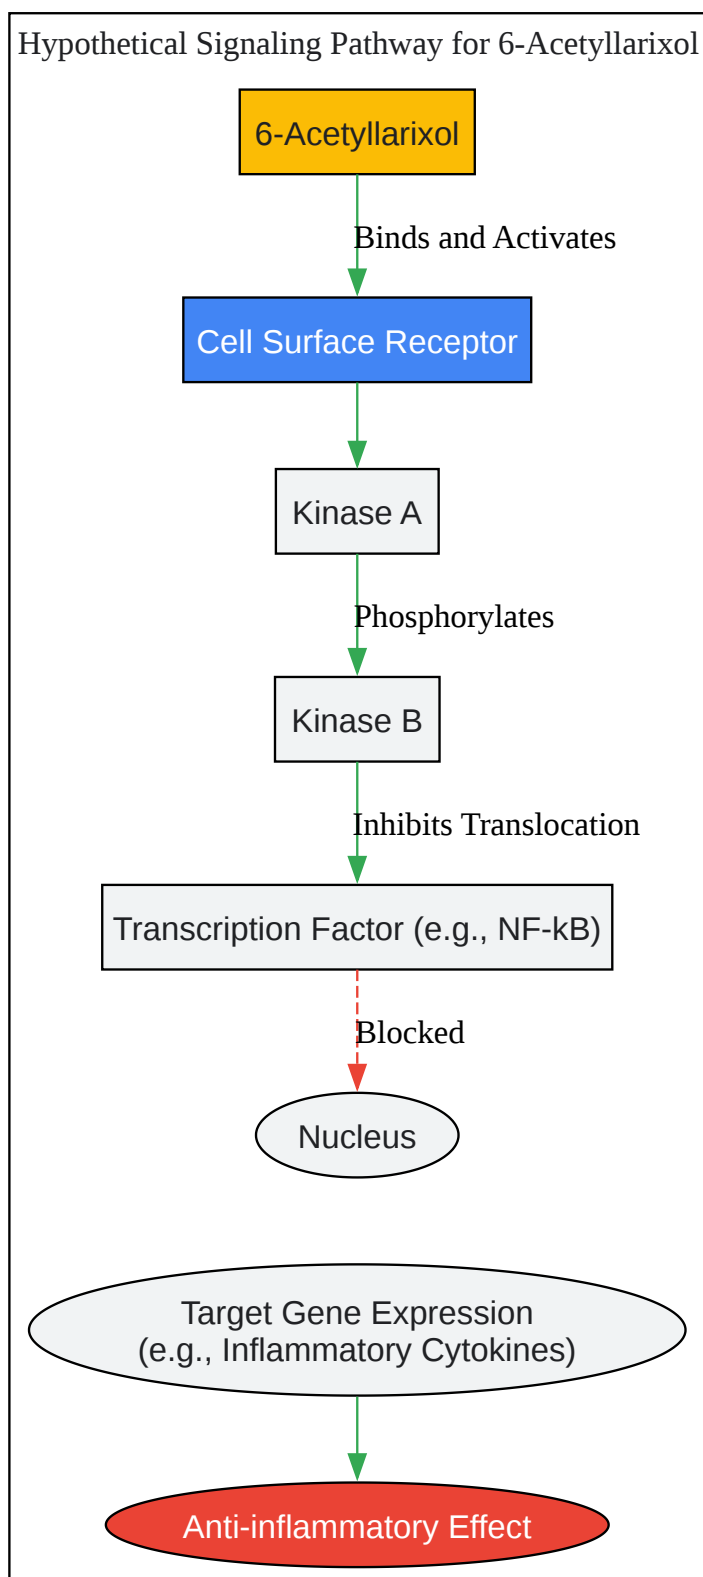 Hypothetical Signaling Pathway for 6-Acetyllarixol
6-Acetyllarixol
Binds and Activates
Cell Surface Receptor
Kinase A
Phosphorylates
Kinase B
Inhibits Translocation
Transcription Factor (e.g., NF-kB)
Blocked
Nucleus
Target Gene Expression
(e.g., Inflammatory Cytokines)
Anti-inflammatory Effect